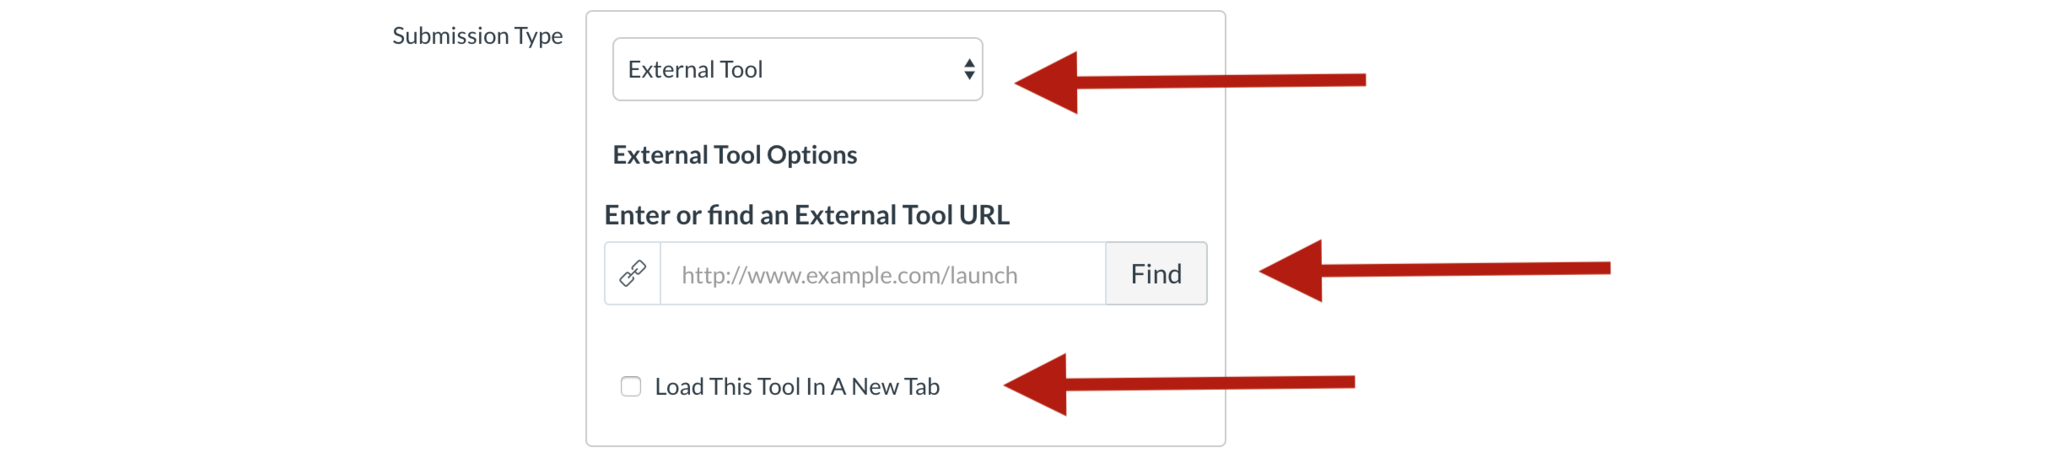 Submission Type
External Tool
External Tool Options
Enter or find an External Tool URL
http://www.example.com/launch
Find
Load This Tool In A New Tab